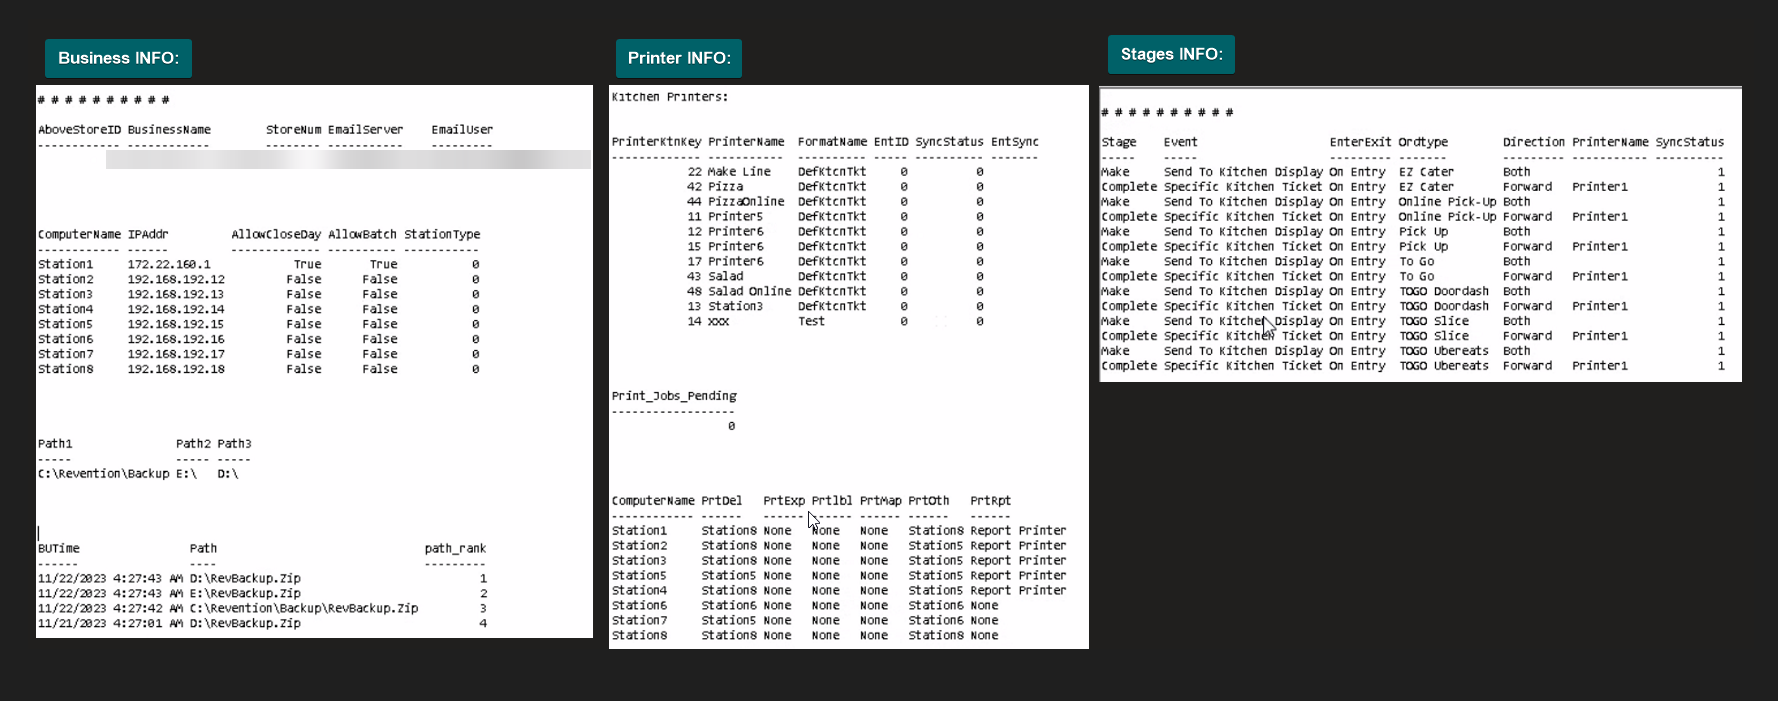 Business INFO:
# # # # # # # # # #
AboveStoreID BusinessName StoreNum EmailServer EmailUser
------------ ------------ -------- ----------- ---------
ComputerName IPAddr AllowCloseDay AllowBatch StationType
------------ ------ ------------- ---------- -----------
Station1 172.22.160.1 True True 0
Station2 192.168.192.12 False False 0
Station3 192.168.192.13 False False 0
Station4 192.168.192.14 False False 0
Station5 192.168.192.15 False False 0
Station6 192.168.192.16 False False 0
Station7 192.168.192.17 False False 0
Station8 192.168.192.18 False False 0
Path1 Path2 Path3
----- ----- -----
C:\Revention\Backup E:\ D:\
BUTime Path path_rank
------ ---- ---------
11/22/2023 4:27:43 AM D:\RevBackup.Zip 1
11/22/2023 4:27:43 AM E:\RevBackup.Zip 2
11/22/2023 4:27:42 AM C:\Revention\Backup\RevBackup.Zip 3
11/21/2023 4:27:01 AM D:\RevBackup.Zip 4
Printer INFO:
Kitchen Printers:
PrinterKtnKey PrinterName FormatName EntID SyncStatus EntSync
------------- ----------- ---------- ----- ---------- -------
22 Make Line DefKtcnTkt 0 0
42 Pizza DefKtcnTkt 0 0
44 PizzaOnline DefKtcnTkt 0 0
11 Printer5 DefKtcnTkt 0 0
12 Printer6 DefKtcnTkt 0 0
15 Printer6 DefKtcnTkt 0 0
17 Printer6 DefKtcnTkt 0 0
43 Salad DefKtcnTkt 0 0
48 Salad Online DefKtcnTkt 0 0
13 Station3 DefKtcnTkt 0 0
14 xxx Test 0 0
Print_Jobs_Pending
------------------
0
ComputerName PrtDel PrtExp Prtlbl PrtMap PrtOth PrtRpt
------------ ------ ------ ------ ------ ------ ------
Station1 Station8 None None None Station8 Report Printer
Station2 Station8 None None None Station5 Report Printer
Station3 Station8 None None None Station5 Report Printer
Station5 Station5 None None None Station5 Report Printer
Station4 Station8 None None None Station5 Report Printer
Station6 Station6 None None None Station6 None
Station7 Station5 None None None Station6 None
Station8 Station8 None None None Station8 None
Stages INFO:
# # # # # # # # # #
Stage Event EnterExit Ordtype Direction PrinterName SyncStatus
----- ----- --------- ------- --------- ----------- ----------
Make Send To Kitchen Display On Entry EZ Cater Both 1
Complete Specific Kitchen Ticket On Entry EZ Cater Forward Printer1 1
Make Send To Kitchen Display On Entry Online Pick-Up Both 1
Complete Specific Kitchen Ticket On Entry Online Pick-Up Forward Printer1 1
Make Send To Kitchen Display On Entry Pick Up Both 1
Complete Specific Kitchen Ticket On Entry Pick Up Forward Printer1 1
Make Send To Kitchen Display On Entry To Go Both 1
Complete Specific Kitchen Ticket On Entry To Go Forward Printer1 1
Make Send To Kitchen Display On Entry TOGO Doordash Both 1
Complete Specific Kitchen Ticket On Entry TOGO Doordash Forward Printer1 1
Make Send To Kitchen Display On Entry TOGO Slice Both 1
Complete Specific Kitchen Ticket On Entry TOGO Slice Forward Printer1 1
Make Send To Kitchen Display On Entry TOGO Ubereats Both 1
Complete Specific Kitchen Ticket On Entry TOGO Ubereats Forward Printer1 1